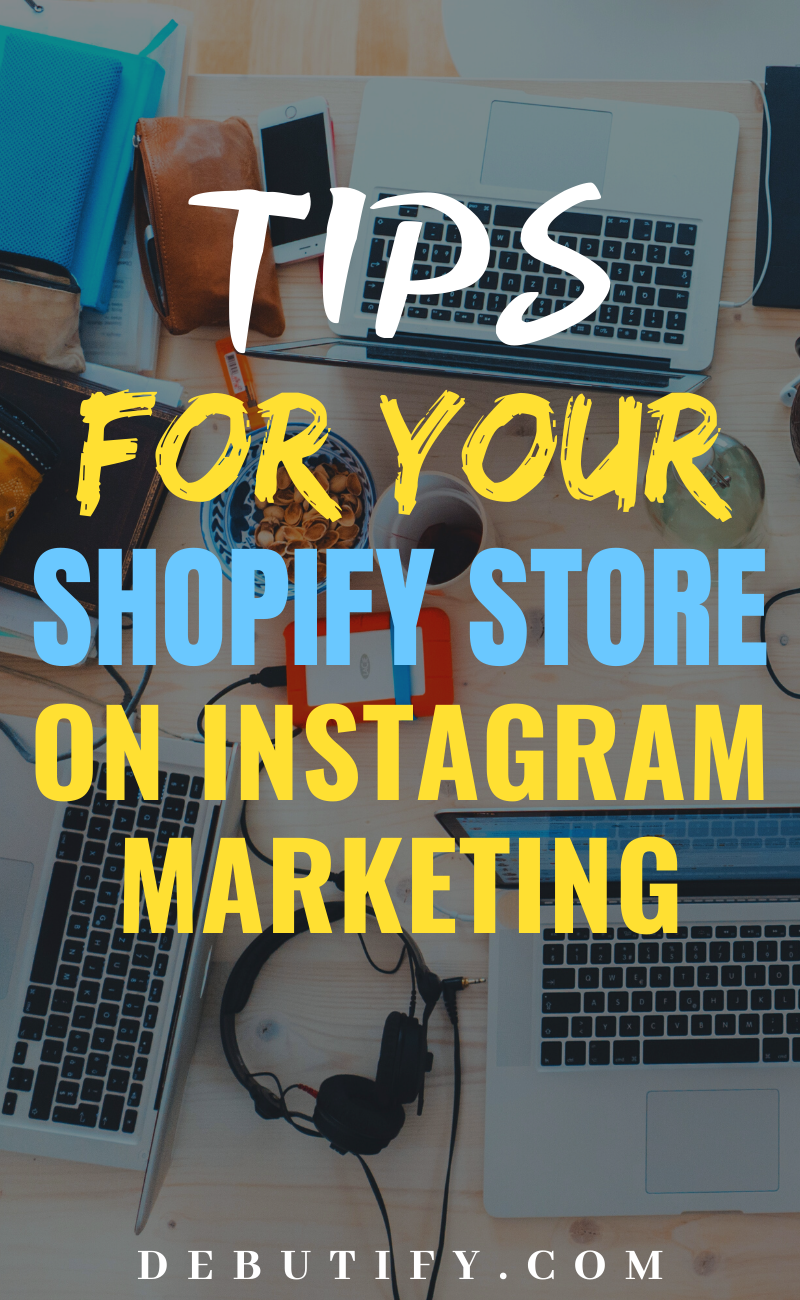 TIPS
FOR YOUR
SHOPIFY STORE
ON INSTAGRAM
MARKETING
DEBUTIFY.COM